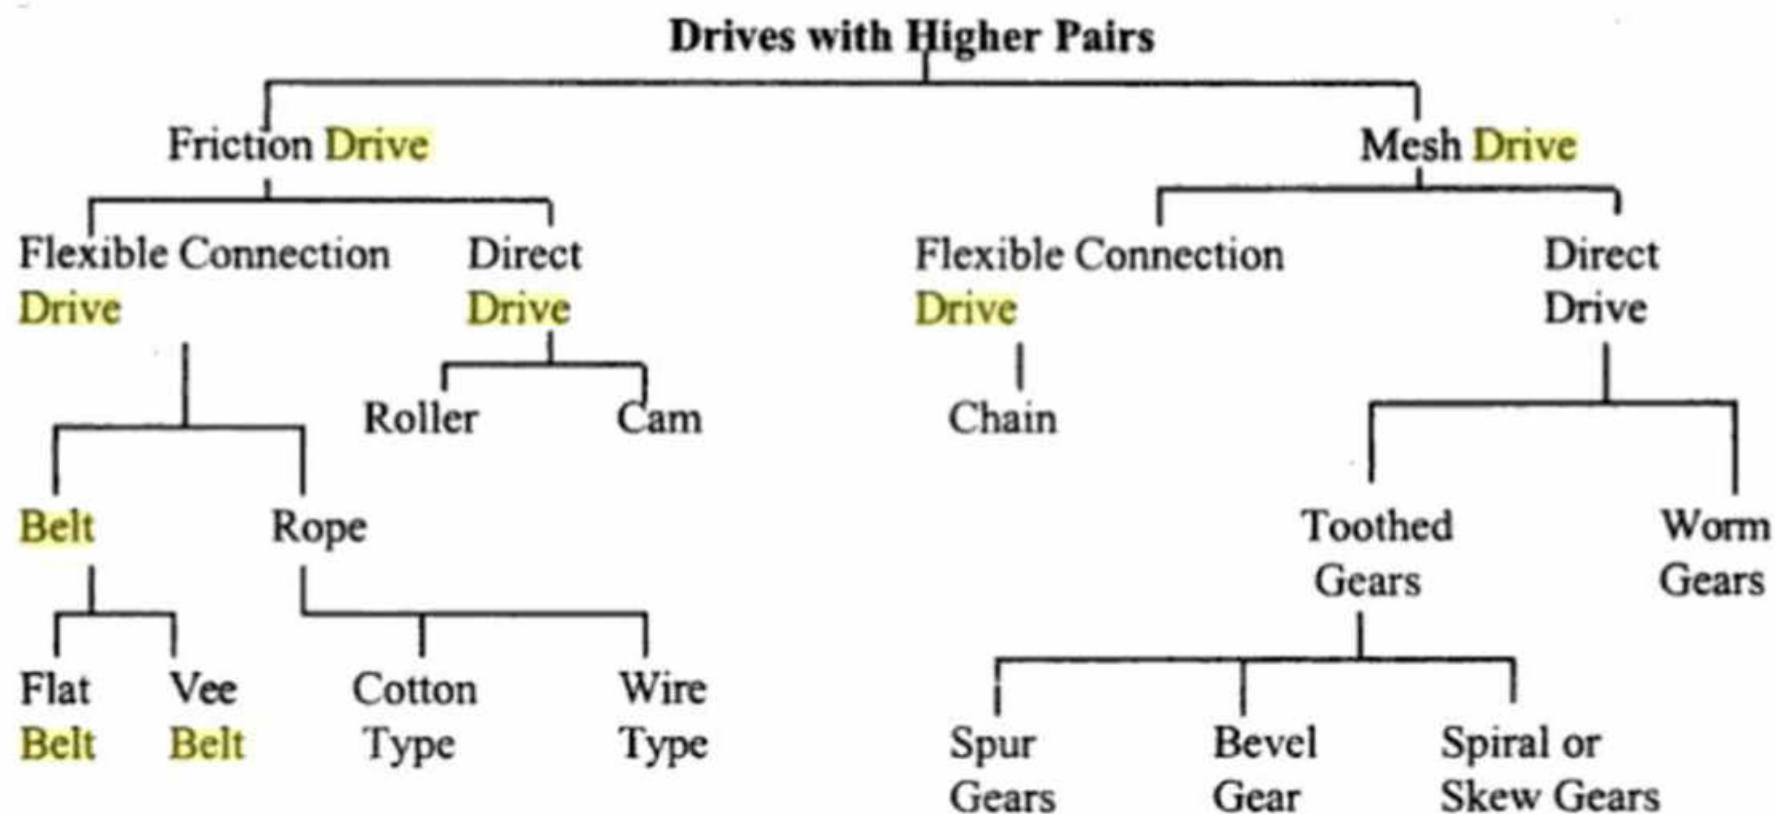 Drives with Higher Pairs
Friction Drive
Mesh Drive
Flexible Connection
Drive
Direct
Drive
Flexible Connection
Drive
Direct
Drive
Roller
Cam
Chain
Belt
Rope
Toothed
Gears
Worm
Gears
Flat
Belt
Vee
Belt
Cotton
Type
Wire
Type
Spur
Gears
Bevel
Gear
Spiral or
Skew Gears